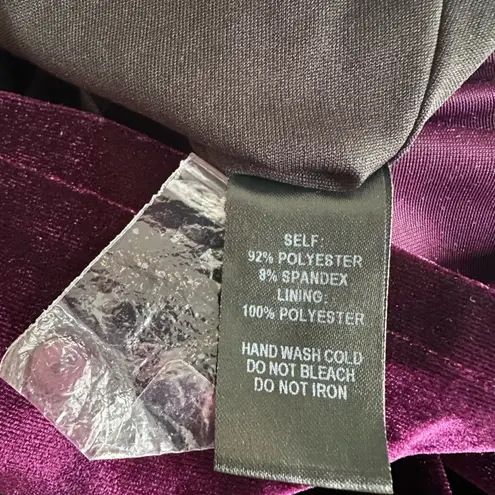 SELF:
92% POLYESTER
8% SPANDEX
LINING:
100% POLYESTER
HAND WASH COLD
DO NOT BLEACH
DO NOT IRON